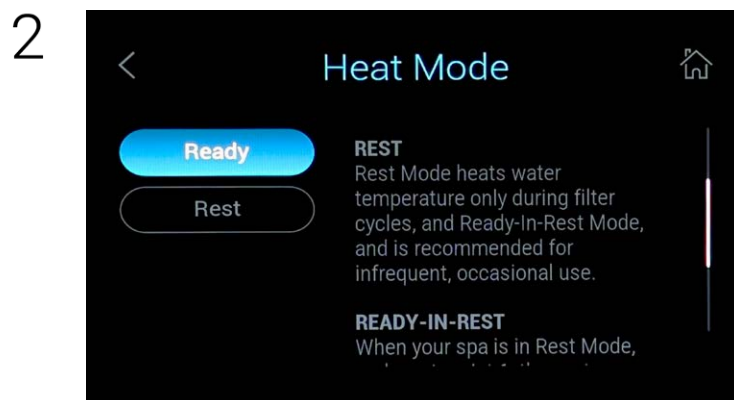 2
Heat Mode
Ready
Rest
REST
Rest Mode heats water
temperature only during filter
cycles, and Ready-In-Rest Mode,
and is recommended for
infrequent, occasional use.
READY-IN-REST
When your spa is in Rest Mode,